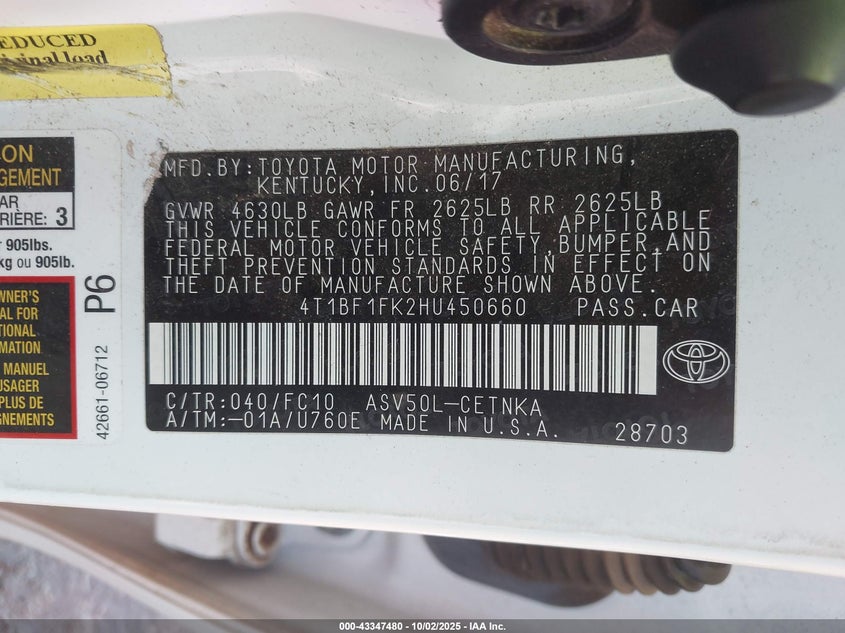 EDUCED
iginal load
ON
GEMENT
AR
RIÈRE: 3
905lbs.
kg ou 905lb.
WNER'S
AL FOR
TIONAL
MATION
MANUEL
USAGER
PLUS DE
GNEMENTS
P6
42661-06712
MFD.BY:TOYOTA MOTOR MANUFACTURING,
KENTUCKY,INC.06/17
GVWR 4630LB GAWR FR 2625LB RR 2625LB
THIS VEHICLE CONFORMS TO ALL APPLICABLE
FEDERAL MOTOR VEHICLE SAFETY,BUMPER,AND
THEFT PREVENTION STANDARDS IN EFFECT ON
THE DATE OF MANUFACTURE SHOWN ABOVE.
4T1BF1FK2HU450660 PASS.CAR
C/TR:040/FC10 ASV50L-CETNKA
A/TM:-01A/U760E MADE IN U.S.A. 28703
000-43347480 - 10/02/2025 - IAA Inc.